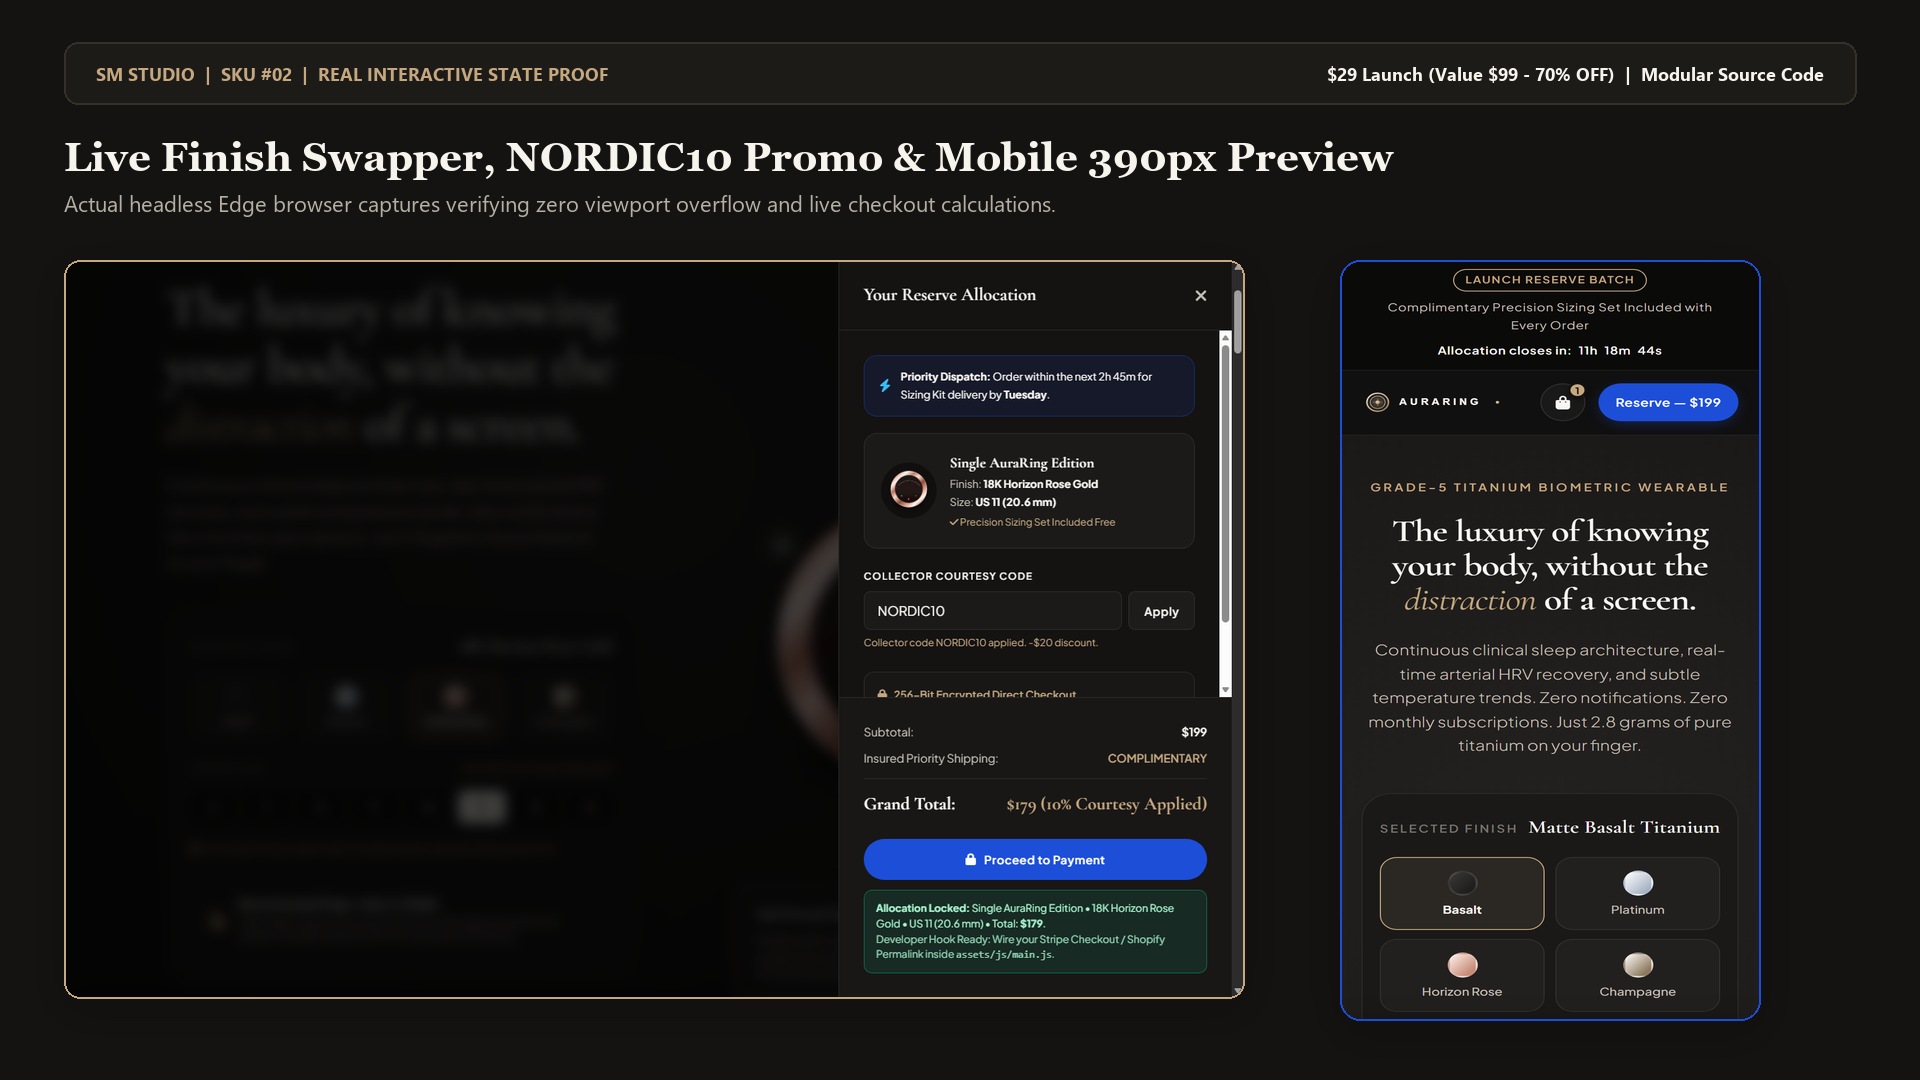 SM STUDIO | SKU #02 | REAL INTERACTIVE STATE PROOF
$29 Launch (Value $99 - 70% OFF) | Modular Source Code
Live Finish Swapper, NORDIC10 Promo & Mobile 390px Preview
Actual headless Edge browser captures verifying zero viewport overflow and live checkout calculations.
The luxury of knowing
your body, without the
distraction of a screen.
Your Reserve Allocation
Priority Dispatch: Order within the next 2h 45m for
Sizing Kit delivery by Tuesday.
Single AuraRing Edition
Finish: 18K Horizon Rose Gold
Size: US 11 (20.6 mm)
Precision Sizing Set Included Free
COLLECTOR COURTESY CODE
NORDIC10
Apply
Collector code NORDIC10 applied. -$20 discount.
256-Bit Encrypted Direct Checkout
Subtotal: $199
Insured Priority Shipping: COMPLIMENTARY
Grand Total: $179 (10% Courtesy Applied)
Proceed to Payment
Allocation Locked: Single AuraRing Edition • 18K Horizon Rose
Gold • US 11 (20.6 mm) • Total: $179.
Developer Hook Ready: Wire your Stripe Checkout / Shopify
Permalink inside assets/js/main.js.
LAUNCH RESERVE BATCH
Complimentary Precision Sizing Set Included with
Every Order
Allocation closes in: 11h 18m 44s
AURARING
1
Reserve — $199
GRADE-5 TITANIUM BIOMETRIC WEARABLE
The luxury of knowing
your body, without the
distraction of a screen.
Continuous clinical sleep architecture, real-
time arterial HRV recovery, and subtle
temperature trends. Zero notifications. Zero
monthly subscriptions. Just 2.8 grams of pure
titanium on your finger.
SELECTED FINISH Matte Basalt Titanium
Basalt
Platinum
Horizon Rose
Champagne